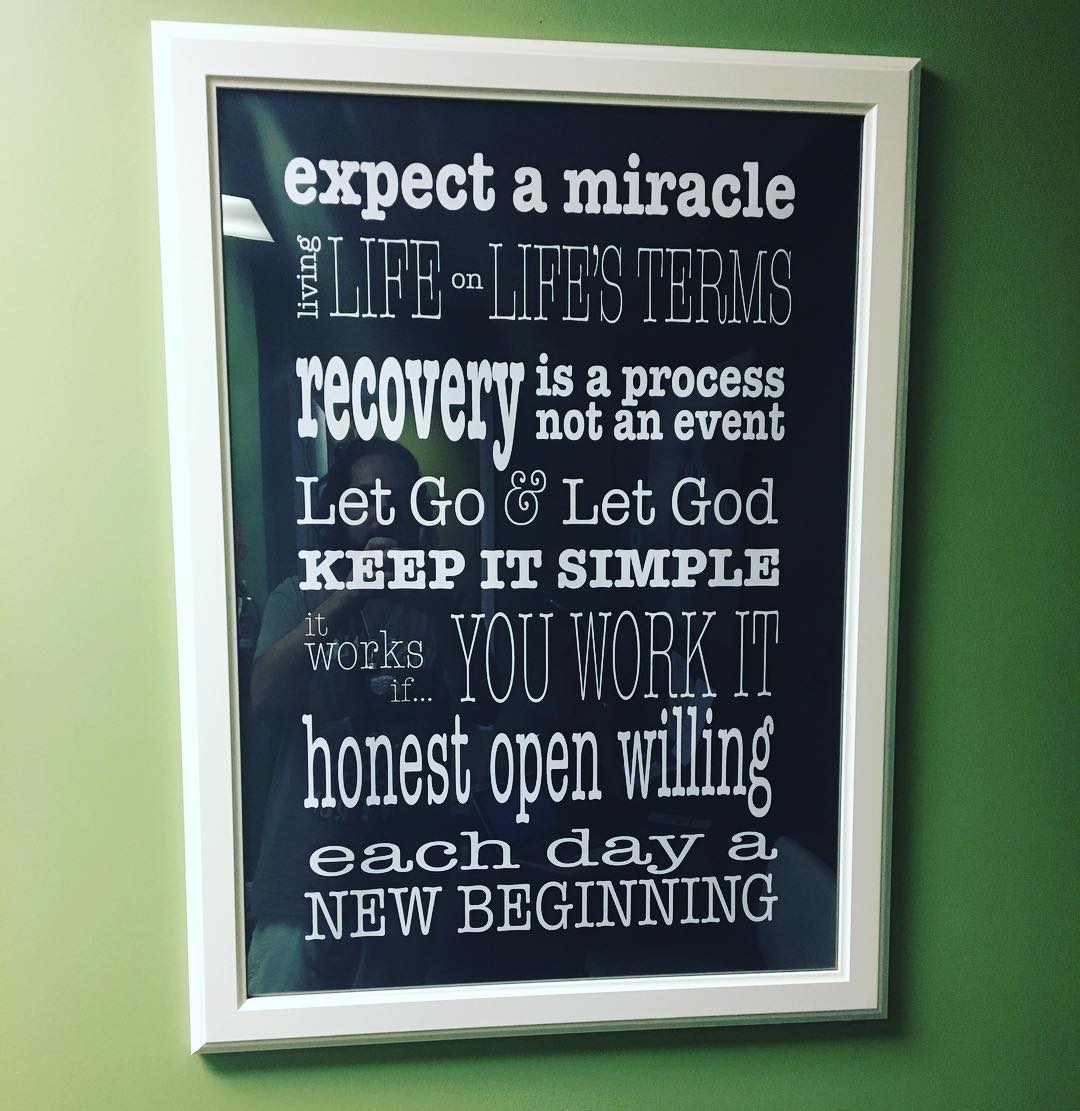 expect a miracle
living LIFE on LIFE'S TERMS
recovery is a process
not an event
Let Go & Let God
KEEP IT SIMPLE
it works if... YOU WORK IT
honest open willing
each day a
NEW BEGINNING